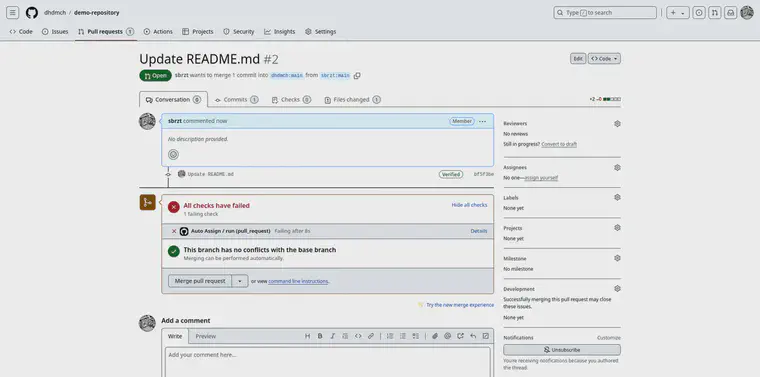 dhdmch / demo-repository
Type / to search
Code
Issues
Pull requests 1
Actions
Projects
Security
Insights
Settings
Update README.md #2
Edit
Code
Open
sbrzt wants to merge 1 commit into dhdmch:main from sbrzt:main
Conversation 0
Commits 1
Checks 0
Files changed 1
+2 −0
sbrzt commented now
Member
No description provided.
Update README.md
Verified
bf5f3be
All checks have failed
1 failing check
Hide all checks
Auto Assign / run (pull_request) Failing after 8s
Details
This branch has no conflicts with the base branch
Merging can be performed automatically.
Merge pull request
or view command line instructions.
Try the new merge experience
Add a comment
Write
Preview
H B I
Add your comment here...
Reviewers
No reviews
Still in progress? Convert to draft
Assignees
No one—assign yourself
Labels
None yet
Projects
None yet
Milestone
No milestone
Development
Successfully merging this pull request may close
these issues.
None yet
Notifications
Customize
Unsubscribe
You're receiving notifications because you authored
the thread.